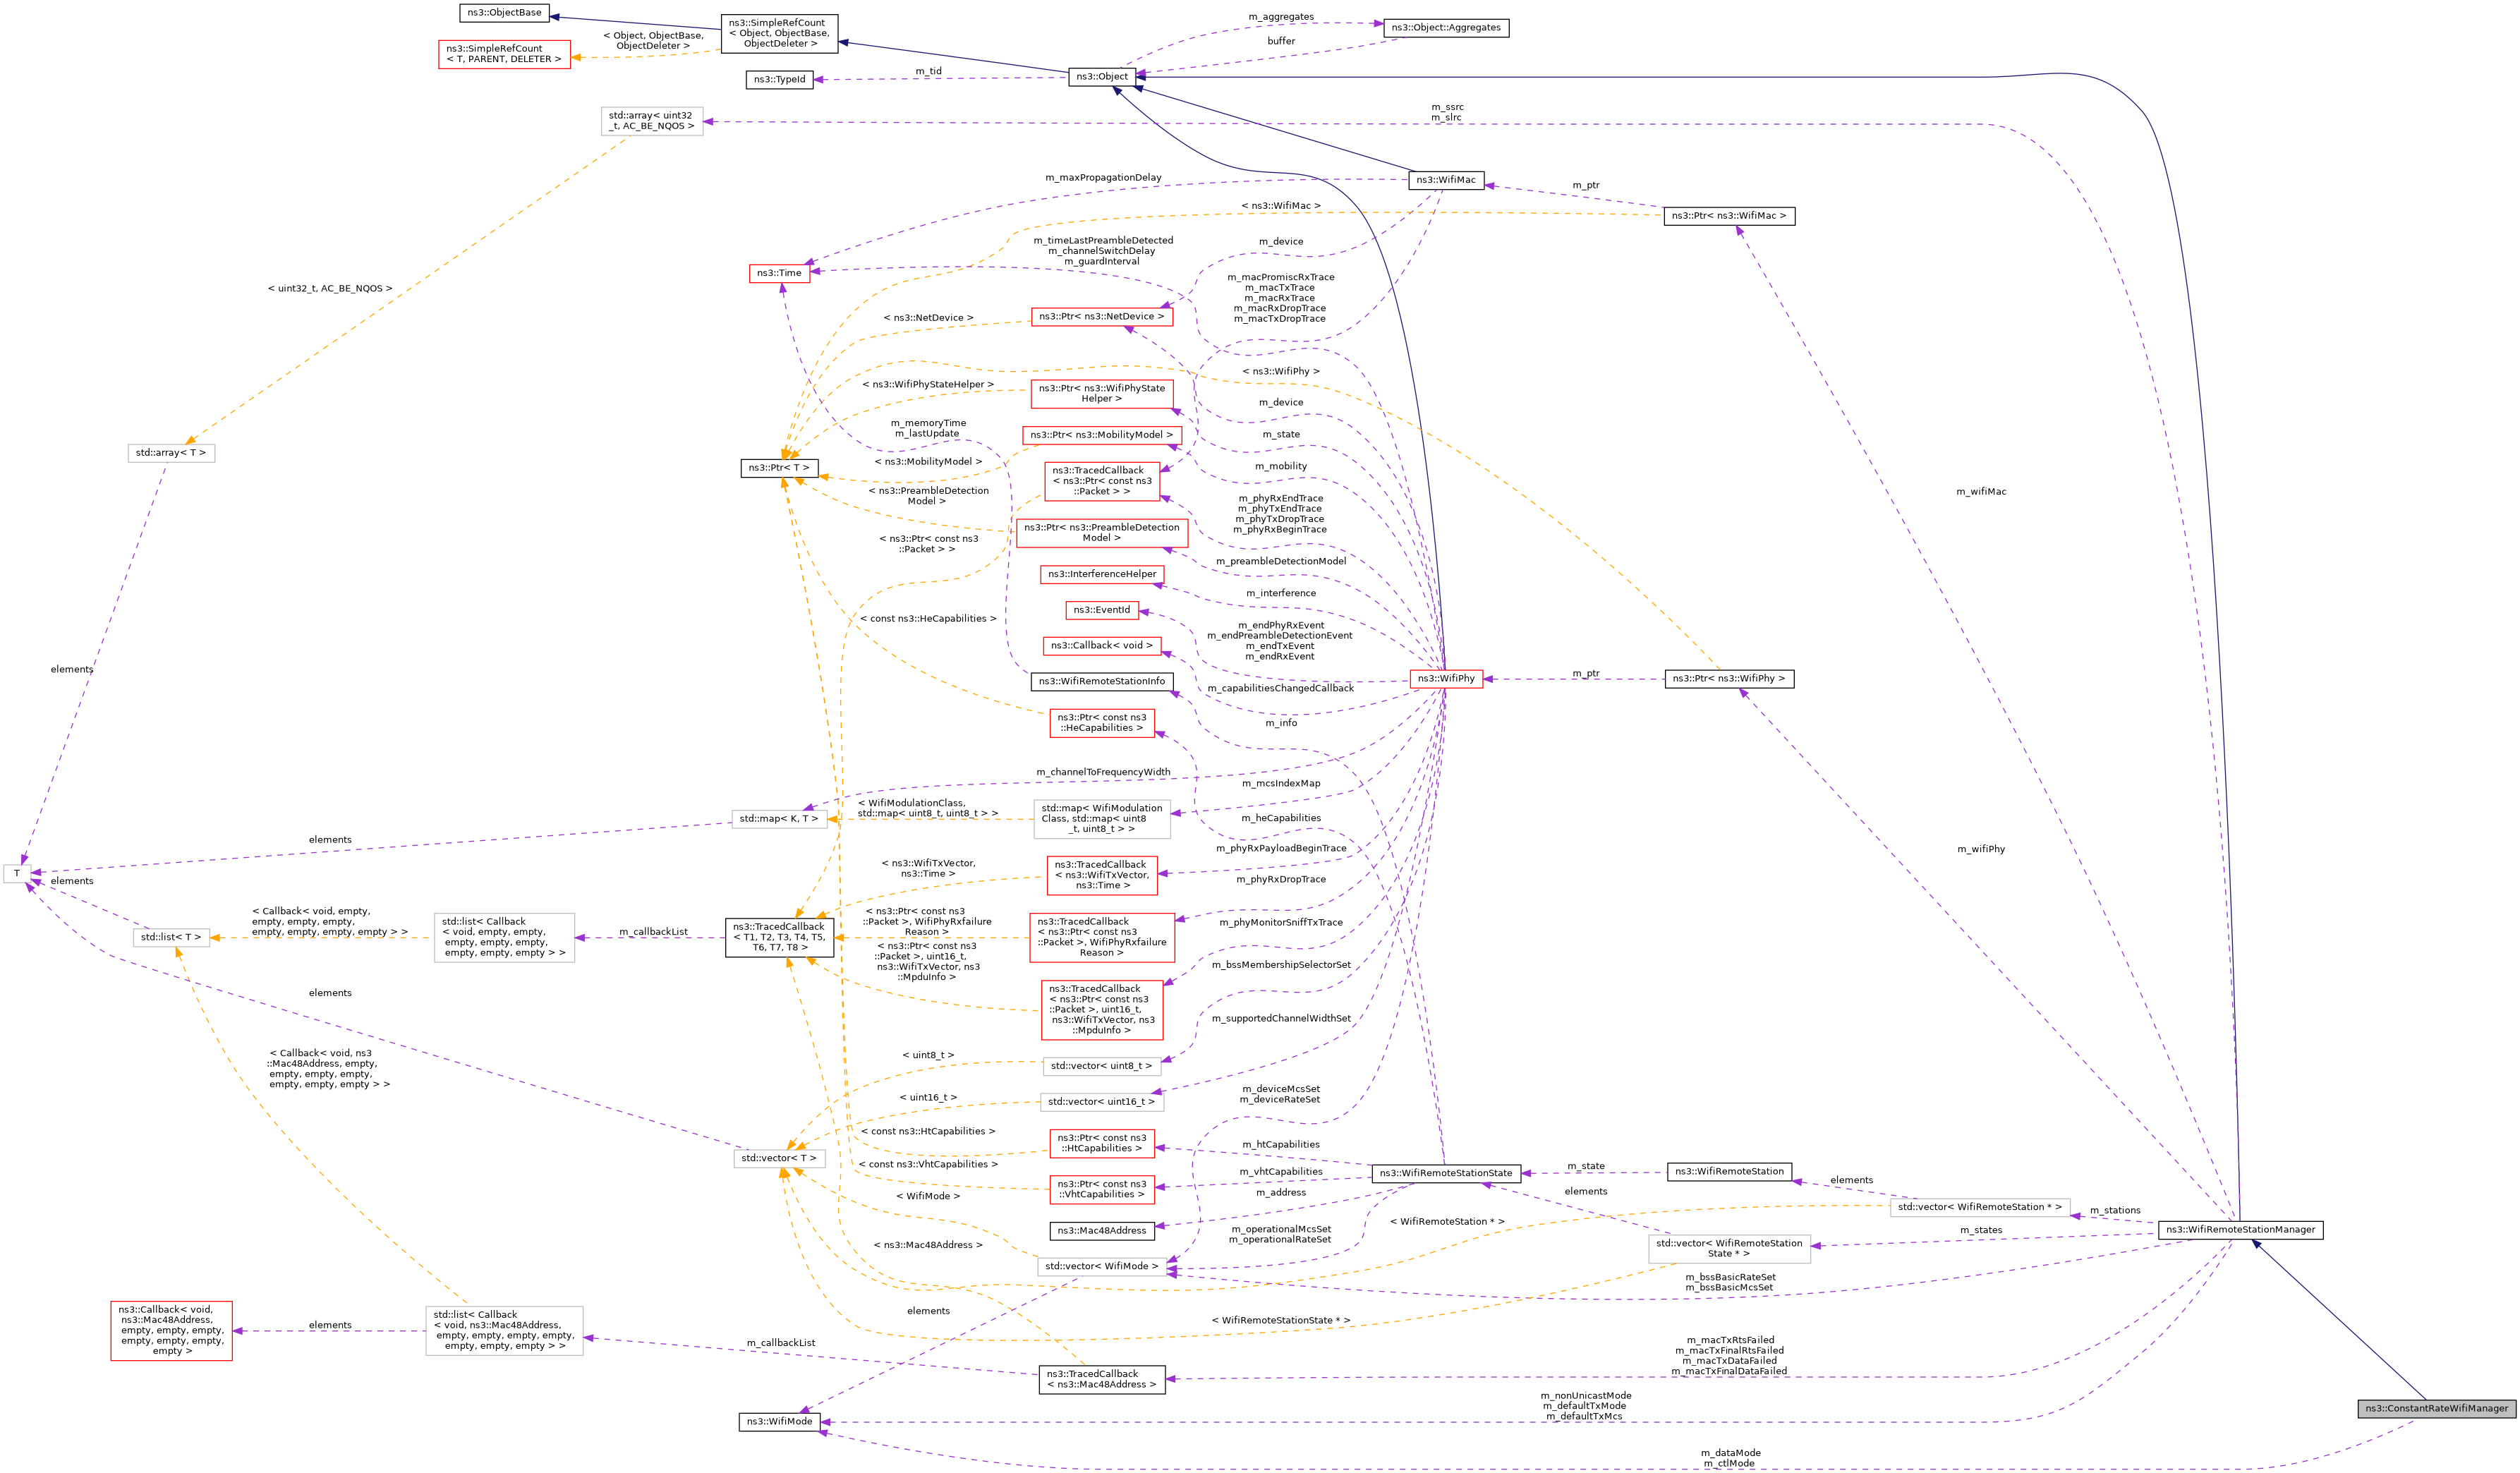 ns3::ObjectBase
ns3::SimpleRefCount
< Object, ObjectBase,
ObjectDeleter >
ns3::SimpleRefCount
< T, PARENT, DELETER >
< Object, ObjectBase,
ObjectDeleter >
m_aggregates
ns3::Object::Aggregates
buffer
ns3::TypeId
m_tid
ns3::Object
std::array< uint32
_t, AC_BE_NQOS >
m_ssrc
m_slrc
m_maxPropagationDelay
ns3::WifiMac
m_ptr
< ns3::WifiMac >
ns3::Ptr< ns3::WifiMac >
m_timeLastPreambleDetected
m_channelSwitchDelay
m_guardInterval
m_device
ns3::Time
< uint32_t, AC_BE_NQOS >
m_macPromiscRxTrace
m_macTxTrace
m_macRxTrace
m_macRxDropTrace
m_macTxDropTrace
< ns3::NetDevice >
ns3::Ptr< ns3::NetDevice >
< ns3::WifiPhyStateHelper >
ns3::Ptr< ns3::WifiPhyState
Helper >
< ns3::WifiPhy >
m_device
m_memoryTime
m_lastUpdate
ns3::Ptr< ns3::MobilityModel >
m_state
std::array< T >
ns3::Ptr< T >
< ns3::MobilityModel >
ns3::TracedCallback
< ns3::Ptr< const ns3
::Packet > >
m_mobility
< ns3::PreambleDetection
Model >
m_phyRxEndTrace
m_phyTxEndTrace
m_phyTxDropTrace
m_phyRxBeginTrace
m_wifiMac
ns3::Ptr< ns3::PreambleDetection
Model >
< ns3::Ptr< const ns3
::Packet > >
m_preambleDetectionModel
ns3::InterferenceHelper
m_interference
ns3::EventId
< const ns3::HeCapabilities >
m_endPhyRxEvent
m_endPreambleDetectionEvent
m_endTxEvent
m_endRxEvent
ns3::Callback< void >
elements
ns3::WifiRemoteStationInfo
m_capabilitiesChangedCallback
ns3::WifiPhy
m_ptr
ns3::Ptr< ns3::WifiPhy >
ns3::Ptr< const ns3
::HeCapabilities >
m_info
m_channelToFrequencyWidth
m_mcsIndexMap
std::map< K, T >
< WifiModulationClass,
std::map< uint8_t, uint8_t > >
std::map< WifiModulation
Class, std::map< uint8
_t, uint8_t > >
m_heCapabilities
elements
m_phyRxPayloadBeginTrace
m_wifiPhy
T
elements
< ns3::WifiTxVector,
ns3::Time >
ns3::TracedCallback
< ns3::WifiTxVector,
ns3::Time >
m_phyRxDropTrace
< Callback< void, empty,
empty, empty, empty,
empty, empty, empty, empty > >
std::list< T >
std::list< Callback
< void, empty, empty,
empty, empty, empty,
empty, empty, empty > >
m_callbackList
ns3::TracedCallback
< T1, T2, T3, T4, T5,
T6, T7, T8 >
< ns3::Ptr< const ns3
::Packet >, WifiPhyRxfailure
Reason >
ns3::TracedCallback
< ns3::Ptr< const ns3
::Packet >, WifiPhyRxfailure
Reason >
m_phyMonitorSniffTxTrace
< ns3::Ptr< const ns3
::Packet >, uint16_t,
ns3::WifiTxVector, ns3
::MpduInfo >
ns3::TracedCallback
< ns3::Ptr< const ns3
::Packet >, uint16_t,
ns3::WifiTxVector, ns3
::MpduInfo >
m_bssMembershipSelectorSet
elements
m_supportedChannelWidthSet
< Callback< void, ns3
::Mac48Address, empty,
empty, empty, empty,
empty, empty, empty > >
< uint8_t >
std::vector< uint8_t >
< uint16_t >
std::vector< uint16_t >
m_deviceMcsSet
m_deviceRateSet
< const ns3::HtCapabilities >
ns3::Ptr< const ns3
::HtCapabilities >
m_htCapabilities
std::vector< T >
< const ns3::VhtCapabilities >
ns3::Ptr< const ns3
::VhtCapabilities >
m_vhtCapabilities
ns3::WifiRemoteStationState
m_state
ns3::WifiRemoteStation
elements
< WifiMode >
m_address
elements
std::vector< WifiRemoteStation * >
m_stations
ns3::Mac48Address
m_operationalMcsSet
m_operationalRateSet
< WifiRemoteStation * >
m_states
ns3::WifiRemoteStationManager
< ns3::Mac48Address >
std::vector< WifiRemoteStation
State * >
std::vector< WifiMode >
m_bssBasicRateSet
m_bssBasicMcsSet
ns3::Callback< void,
ns3::Mac48Address,
empty, empty, empty,
empty, empty, empty,
empty >
elements
std::list< Callback
< void, ns3::Mac48Address,
empty, empty, empty, empty,
empty, empty, empty > >
elements
< WifiRemoteStationState * >
m_callbackList
m_macTxRtsFailed
m_macTxFinalRtsFailed
m_macTxDataFailed
m_macTxFinalDataFailed
ns3::TracedCallback
< ns3::Mac48Address >
m_nonUnicastMode
m_defaultTxMode
m_defaultTxMcs
ns3::WifiMode
ns3::ConstantRateWifiManager
m_dataMode
m_ctlMode